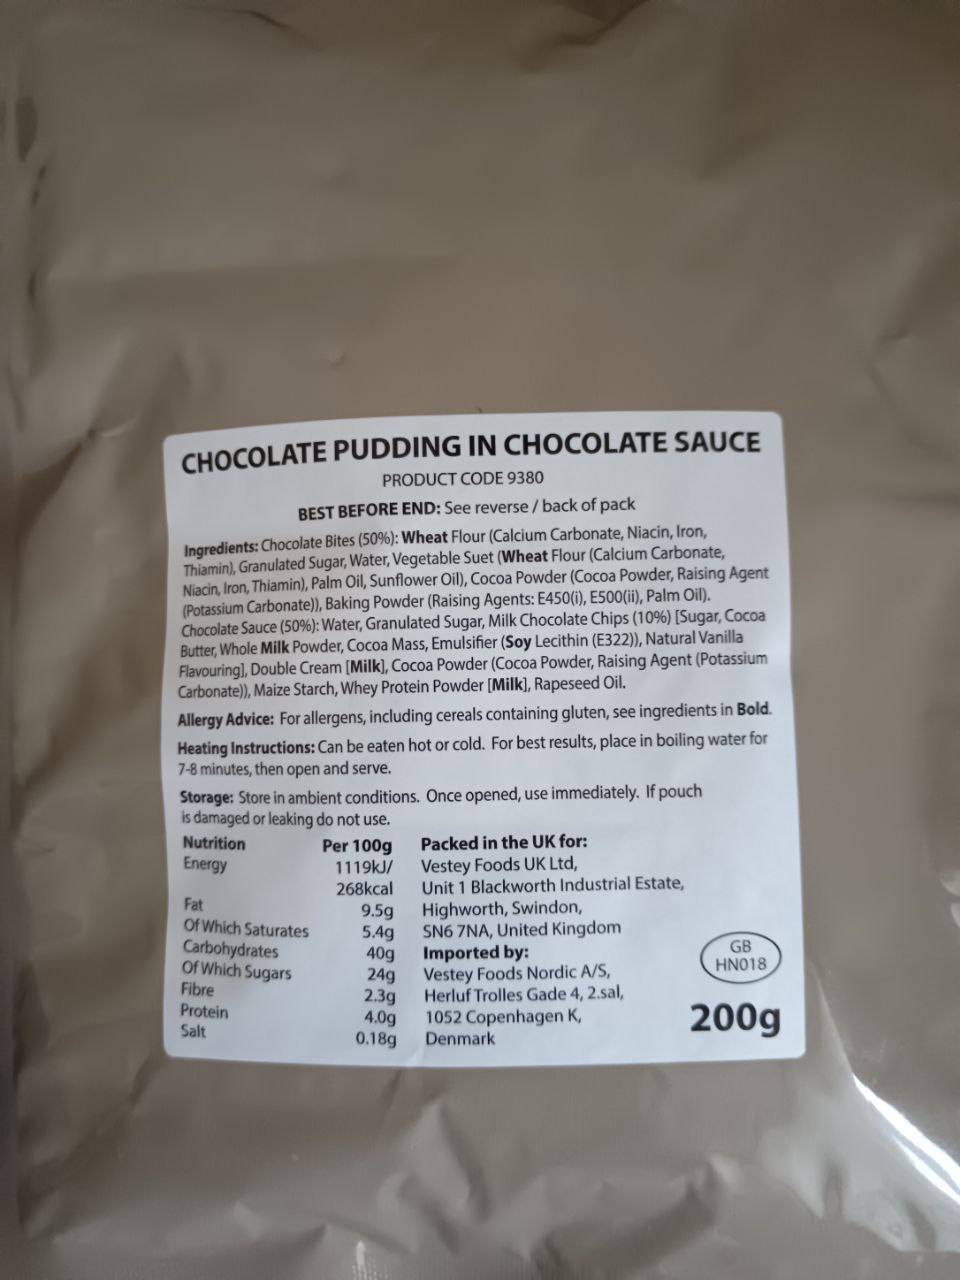 CHOCOLATE PUDDING IN CHOCOLATE SAUCE
PRODUCT CODE 9380
BEST BEFORE END: See reverse / back of pack
Ingredients: Chocolate Bites (50%): Wheat Flour (Calcium Carbonate, Niacin, Iron,
Thiamin), Granulated Sugar, Water, Vegetable Suet (Wheat Flour (Calcium Carbonate,
Niacin, Iron, Thiamin), Palm Oil, Sunflower Oil), Cocoa Powder (Cocoa Powder, Raising Agent
(Potassium Carbonate)), Baking Powder (Raising Agents: E450(i), E500(ii), Palm Oil).
Chocolate Sauce (50%): Water, Granulated Sugar, Milk Chocolate Chips (10%) [Sugar, Cocoa
Butter, Whole Milk Powder, Cocoa Mass, Emulsifier (Soy Lecithin (E322)), Natural Vanilla
Flavouring], Double Cream [Milk], Cocoa Powder (Cocoa Powder, Raising Agent (Potassium
Carbonate)), Maize Starch, Whey Protein Powder [Milk], Rapeseed Oil.
Allergy Advice: For allergens, including cereals containing gluten, see ingredients in Bold.
Heating Instructions: Can be eaten hot or cold. For best results, place in boiling water for
7-8 minutes, then open and serve.
Storage: Store in ambient conditions. Once opened, use immediately. If pouch
is damaged or leaking do not use.
Nutrition Per 100g
Energy 1119kJ/
268kcal
Fat 9.5g
Of Which Saturates 5.4g
Carbohydrates 40g
Of Which Sugars 24g
Fibre 2.3g
Protein 4.0g
Salt 0.18g
Packed in the UK for:
Vestey Foods UK Ltd,
Unit 1 Blackworth Industrial Estate,
Highworth, Swindon,
SN6 7NA, United Kingdom
Imported by:
Vestey Foods Nordic A/S,
Herluf Trolles Gade 4, 2.sal,
1052 Copenhagen K,
Denmark
GB
HN018
200g